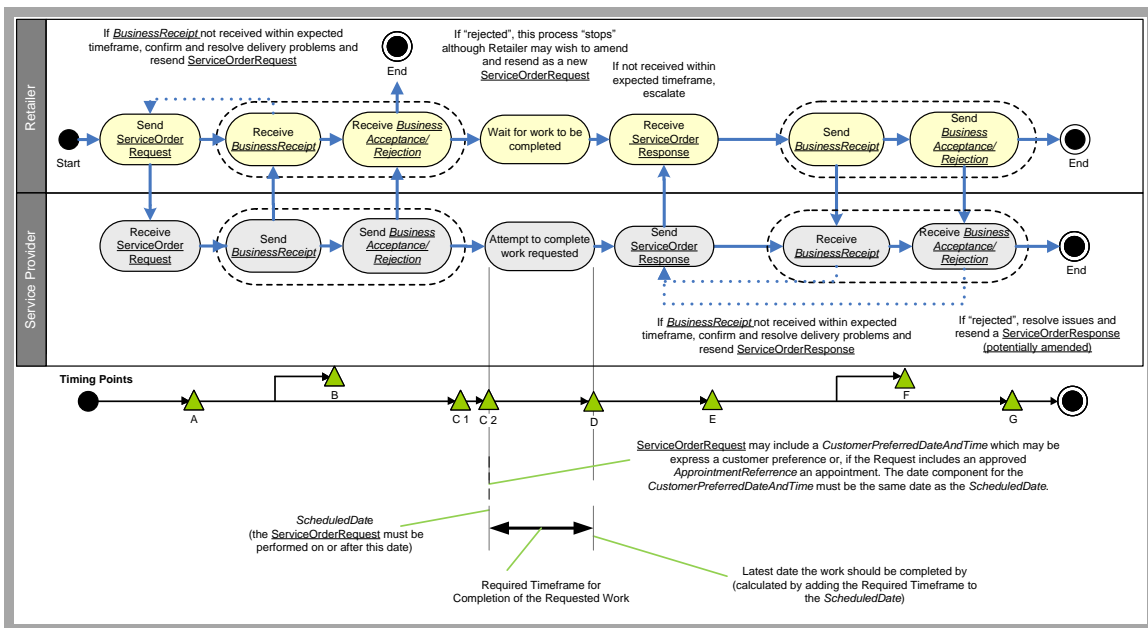 Retailer
If BusinessReceipt not received within expected
timeframe, confirm and resolve delivery problems and
resend ServiceOrderRequest
End
If “rejected”, this process “stops”
although Retailer may wish to amend
and resend as a new
ServiceOrderRequest
If not received within
expected timeframe,
escalate
Start
Send
ServiceOrder
Request
Receive
BusinessReceipt
Receive Business
Acceptance/
Rejection
Wait for work to be
completed
Receive
ServiceOrder
Response
Send
BusinessReceipt
Send
Business
Acceptance/
Rejection
End
Service Provider
Receive
ServiceOrder
Request
Send
BusinessReceipt
Send Business
Acceptance/
Rejection
Attempt to complete
work requested
Send
ServiceOrder
Response
Receive
BusinessReceipt
Receive Business
Acceptance/
Rejection
End
If BusinessReceipt not received within expected
timeframe, confirm and resolve delivery problems and
resend ServiceOrderResponse
If “rejected”, resolve issues and
resend a ServiceOrderResponse
(potentially amended)
Timing Points
A
B
C 1
C 2
D
E
F
G
ServiceOrderRequest may include a CustomerPreferredDateAndTime which may be
express a customer preference or, if the Request includes an approved
AppointmentReferrence an appointment. The date component for the
CustomerPreferredDateAndTime must be the same date as the ScheduledDate.
ScheduledDate
(the ServiceOrderRequest must be
performed on or after this date)
Required Timeframe for
Completion of the Requested Work
Latest date the work should be completed by
(calculated by adding the Required Timeframe to
the ScheduledDate)